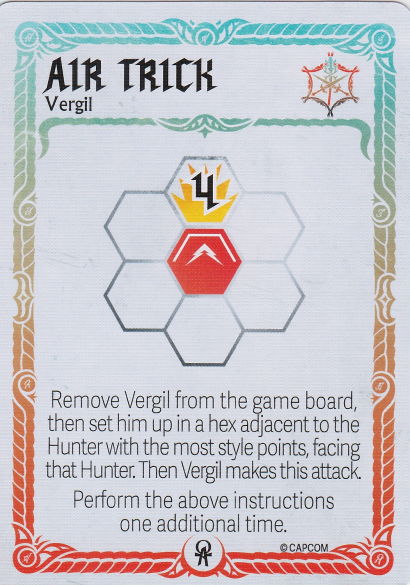 AIR TRICK
Vergil
4
Remove Vergil from the game board,
then set him up in a hex adjacent to the
Hunter with the most style points, facing
that Hunter. Then Vergil makes this attack.
Perform the above instructions
one additional time.
© CAPCOM